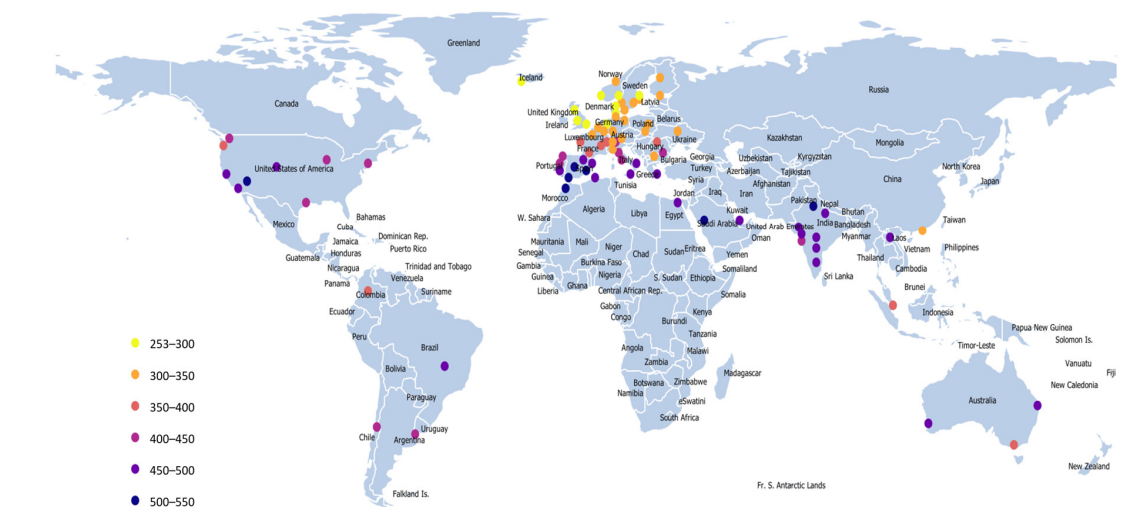 Greenland
Iceland
Norway
Sweden
Russia
Canada
Denmark
Latvia
United Kingdom
Ireland
Germany
Poland
Belarus
Luxembourg
Austria
Ukraine
Kazakhstan
Mongolia
France
Hungary
United States of America
Portugal
Italy
Bulgaria
Georgia
Uzbekistan
Kyrgyzstan
North Korea
Greece
Turkey
Azerbaijan
Tajikistan
China
Japan
Tunisia
Syria
Afghanistan
Morocco
Jordan
Iraq
Iran
Pakistan
Nepal
Algeria
Libya
Egypt
Kuwait
Bhutan
Mexico
Bahamas
W. Sahara
Saudi Arabia
United Arab Emirates
India
Bangladesh
Taiwan
Cuba
Dominican Rep.
Oman
Myanmar
Laos
Jamaica
Puerto Rico
Mauritania
Mali
Niger
Chad
Sudan
Eritrea
Yemen
Vietnam
Philippines
Guatemala
Honduras
Senegal
Thailand
Nicaragua
Trinidad and Tobago
Gambia
Burkina Faso
Somaliland
Cambodia
Panama
Venezuela
Guinea
Nigeria
S. Sudan
Ethiopia
Sri Lanka
Colombia
Suriname
Liberia
Ghana
Central African Rep.
Somalia
Brunei
Ecuador
Gabon
Congo
Kenya
Indonesia
Burundi
Peru
Tanzania
Papua New Guinea
Solomon Is.
Brazil
Angola
Malawi
Timor-Leste
Bolivia
Zambia
Madagascar
Vanuatu
Fiji
Botswana
Zimbabwe
New Caledonia
Paraguay
Namibia
eSwatini
Australia
South Africa
Uruguay
Chile
Argentina
New Zealand
Fr. S. Antarctic Lands
Falkland Is.
253–300
300–350
350–400
400–450
450–500
500–550